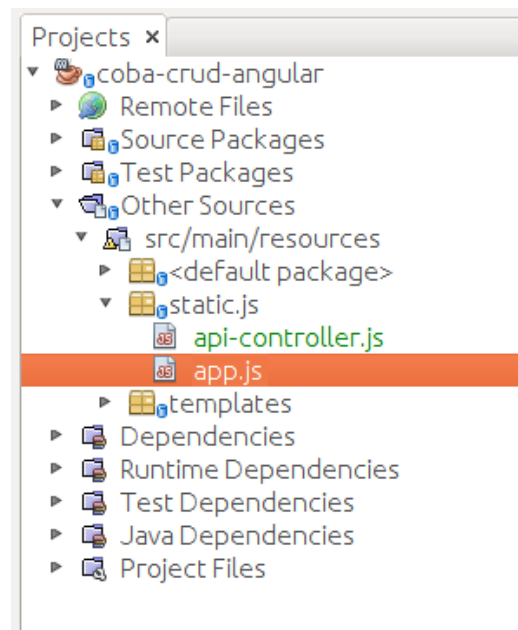 Projects ×
coba-crud-angular
Remote Files
Source Packages
Test Packages
Other Sources
src/main/resources
<default package>
static.js
api-controller.js
app.js
templates
Dependencies
Runtime Dependencies
Test Dependencies
Java Dependencies
Project Files